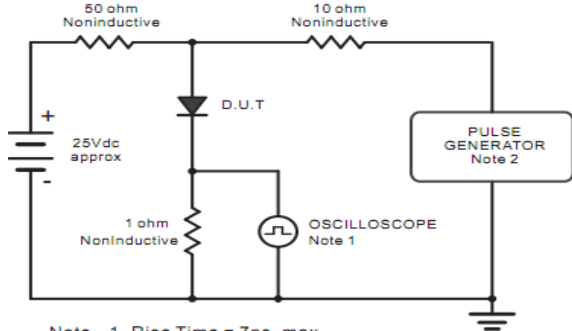 50 ohm
Noninductive
10 ohm
Noninductive
+
D.U.T
25Vdc
approx
-
PULSE
GENERATOR
Note 2
1 ohm
NonInductive
OSCILLOSCOPE
Note 1